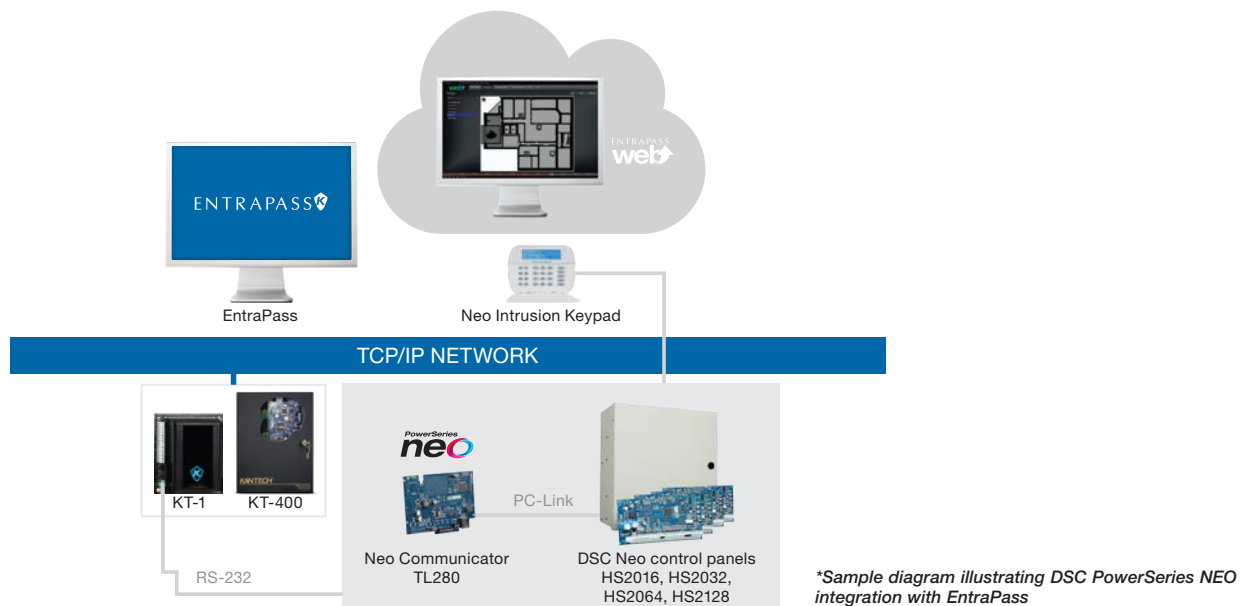 ENTRAPASS
web
ENTRAPASS
EntraPass
Neo Intrusion Keypad
TCP/IP NETWORK
PowerSeries
neo
KANTECH
KT-1
KT-400
PC-Link
Neo Communicator
TL280
DSC Neo control panels
HS2016, HS2032,
HS2064, HS2128
RS-232
*Sample diagram illustrating DSC PowerSeries NEO
integration with EntraPass